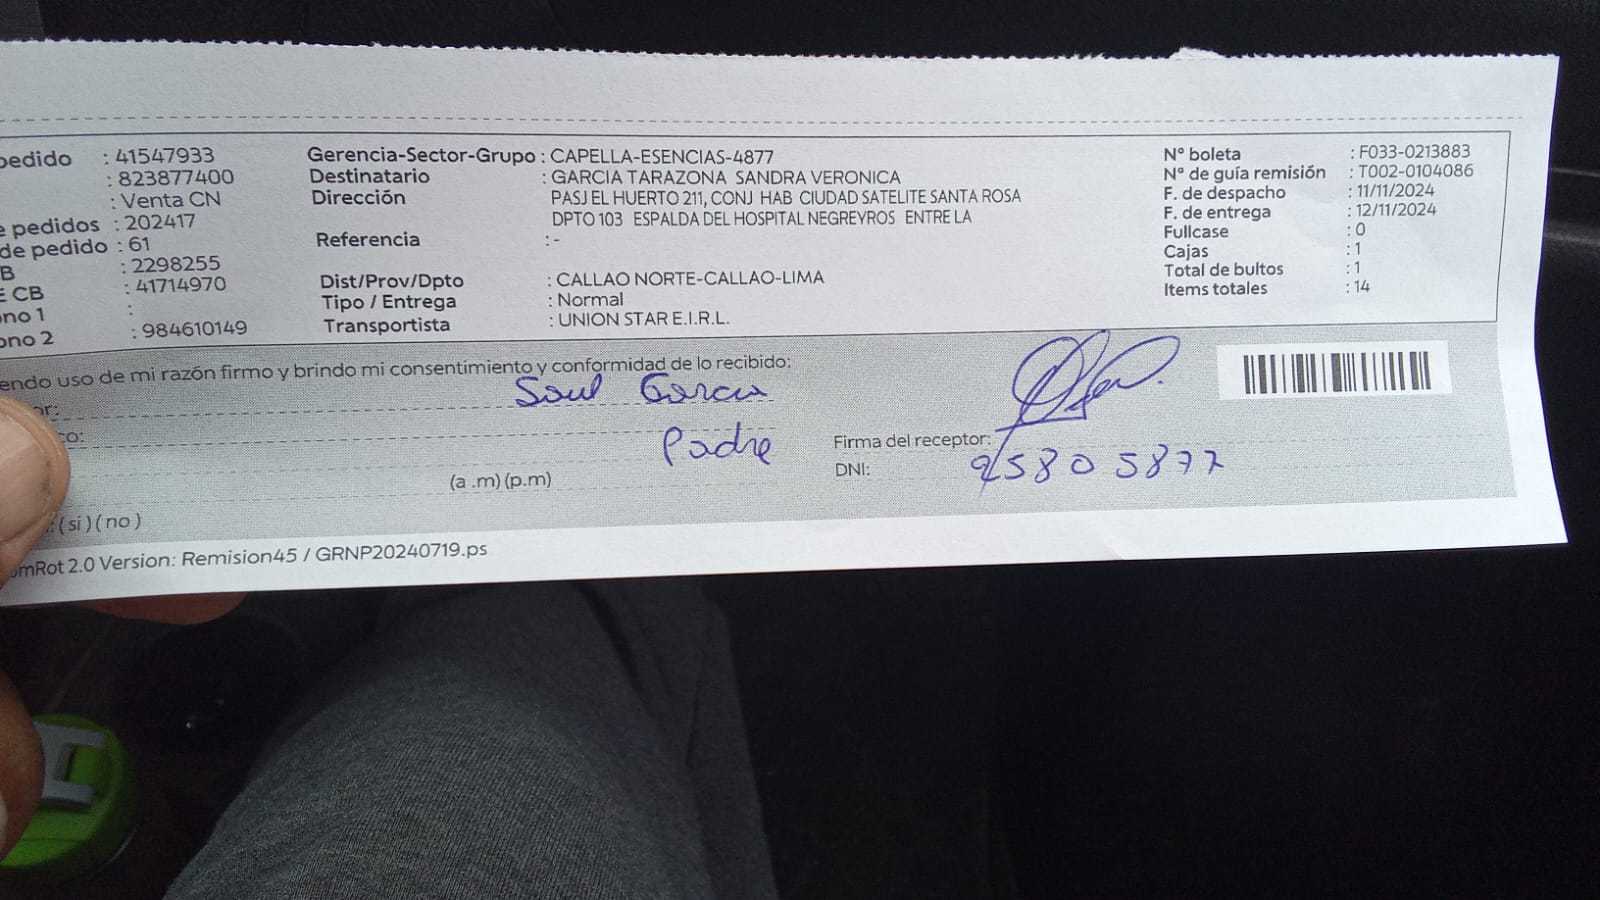 pedido : 41547933
: 823877400
: Venta CN
e pedidos : 202417
de pedido : 61
B : 2298255
E CB : 41714970
ono 1 :
ono 2 : 984610149
Gerencia-Sector-Grupo : CAPELLA-ESENCIAS-4877
Destinatario : GARCIA TARAZONA SANDRA VERONICA
Dirección PASJ EL HUERTO 211, CONJ HAB CIUDAD SATELITE SANTA ROSA
DPTO 103 ESPALDA DEL HOSPITAL NEGREYROS ENTRE LA
Referencia : -
Dist/Prov/Dpto : CALLAO NORTE-CALLAO-LIMA
Tipo / Entrega : Normal
Transportista : UNION STAR E.I.R.L.
N° boleta : F033-0213883
N° de guía remisión : T002-0104086
F. de despacho : 11/11/2024
F. de entrega : 12/11/2024
Fullcase : 0
Cajas : 1
Total de bultos : 1
Items totales : 14
endo uso de mi razón firmo y brindo mi consentimiento y conformidad de lo recibido:
or: Saul Garcia
co: Padre
Firma del receptor:
DNI: 25805877
(a .m) (p.m)
: ( si ) ( no )
omRot 2.0 Version: Remision45 / GRNP20240719.ps